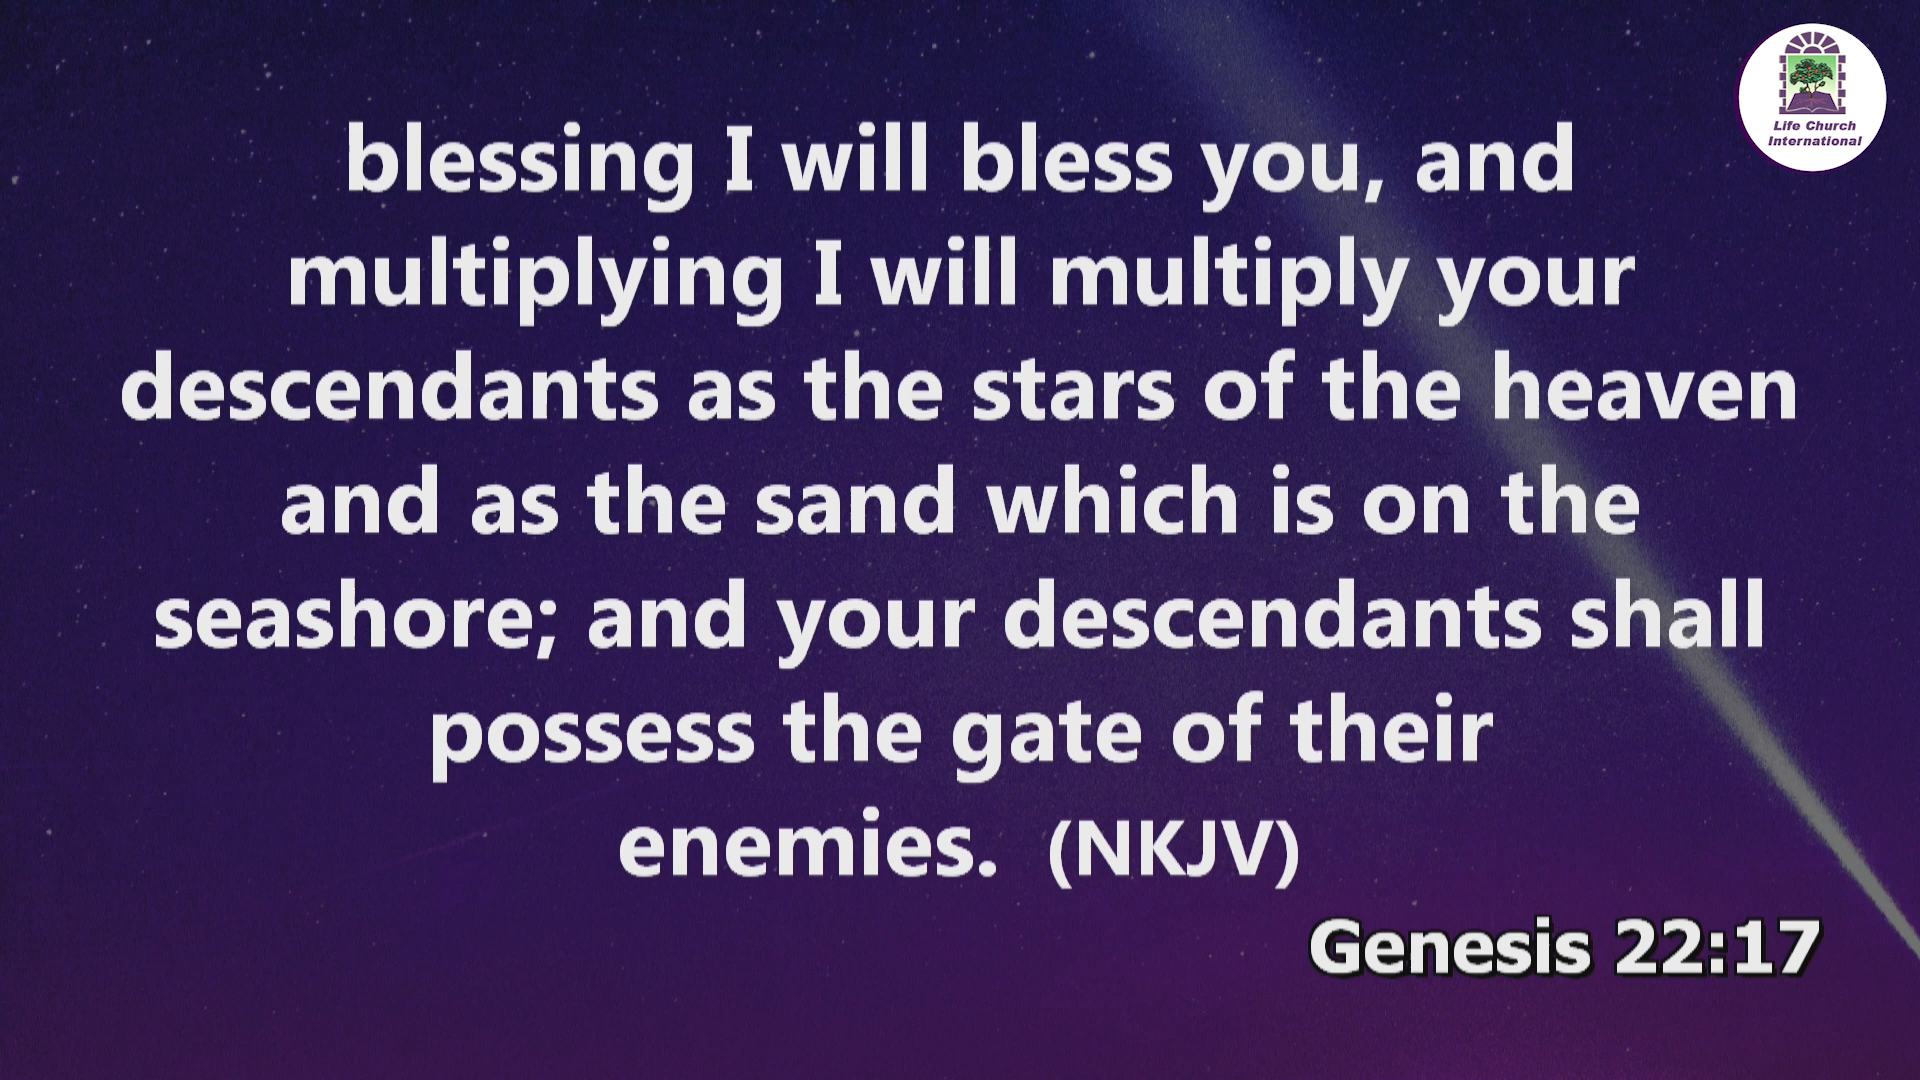 Life Church
International
blessing I will bless you, and
multiplying I will multiply your
descendants as the stars of the heaven
and as the sand which is on the
seashore; and your descendants shall
possess the gate of their
enemies.  (NKJV)
Genesis 22:17